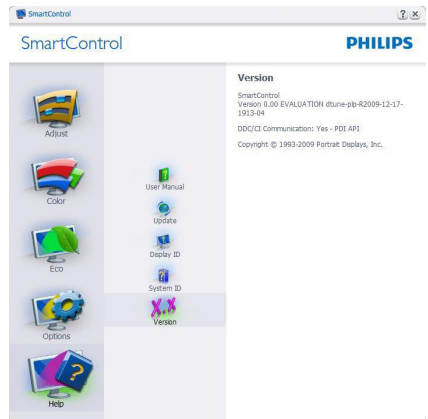 SmartControl
SmartControl
PHILIPS
Adjust
Color
Eco
Options
Help
User Manual
Update
Display ID
System ID
X.X
Version
Version
SmartControl
Version 0.00 EVALUATION dtune-plp-R2009-12-17-
1913-04
DDC/CI Communication: Yes - PDI API
Copyright © 1993-2009 Portrait Displays, Inc.